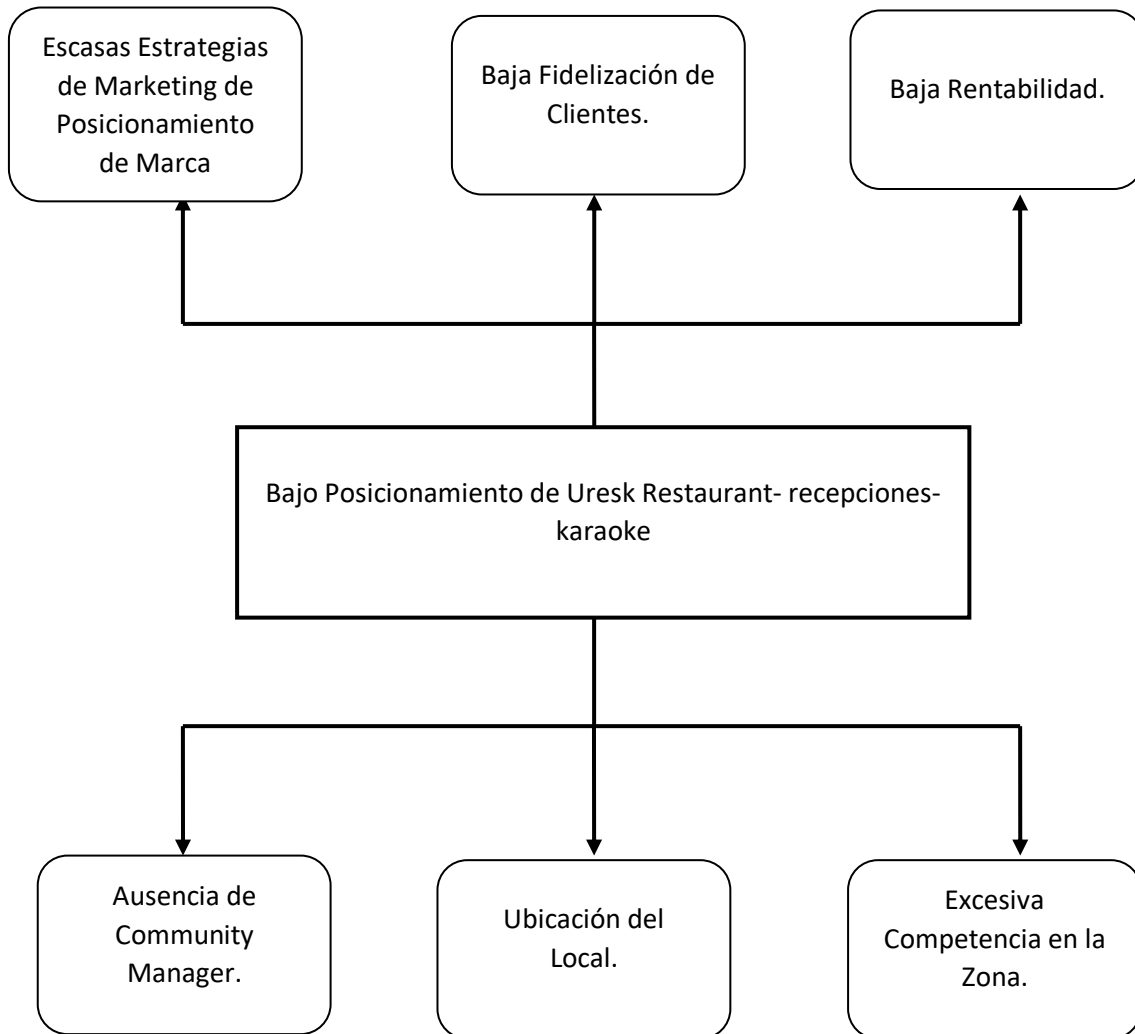 Escasas Estrategias
de Marketing de
Posicionamiento
de Marca
Baja Fidelización de
Clientes.
Baja Rentabilidad.
Bajo Posicionamiento de Uresk Restaurant- recepciones-
karaoke
Ausencia de
Community
Manager.
Ubicación del
Local.
Excesiva
Competencia en la
Zona.